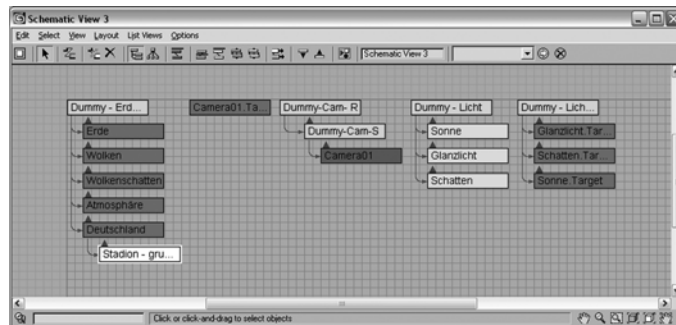 Schematic View 3
Edit Select View Layout List Views Options
Schematic View 3
Dummy - Erd... Camera01.Ta... Dummy-Cam- R Dummy - Licht Dummy - Lich...
Erde Dummy-Cam-S Sonne Glanzlicht.Tar...
Wolken Camera01 Glanzlicht Schatten.Tar...
Wolkenschatten Schatten Sonne.Target
Atmosphäre
Deutschland
Stadion - gru...
Click or click-and-drag to select objects